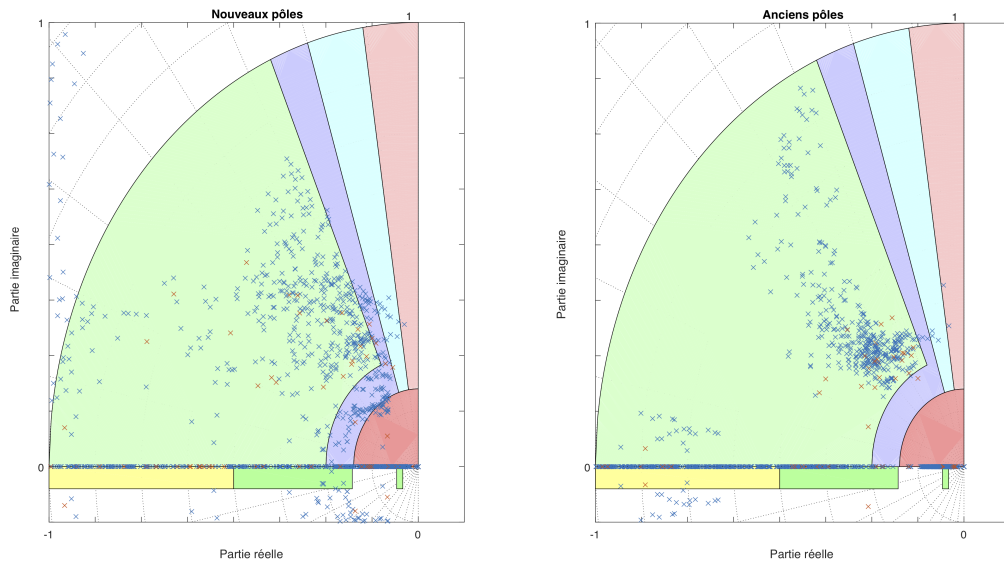 Nouveaux pôles
1
1
Partie imaginaire
0
-1
0
Partie réelle
Anciens pôles
1
1
Partie imaginaire
0
-1
0
Partie réelle